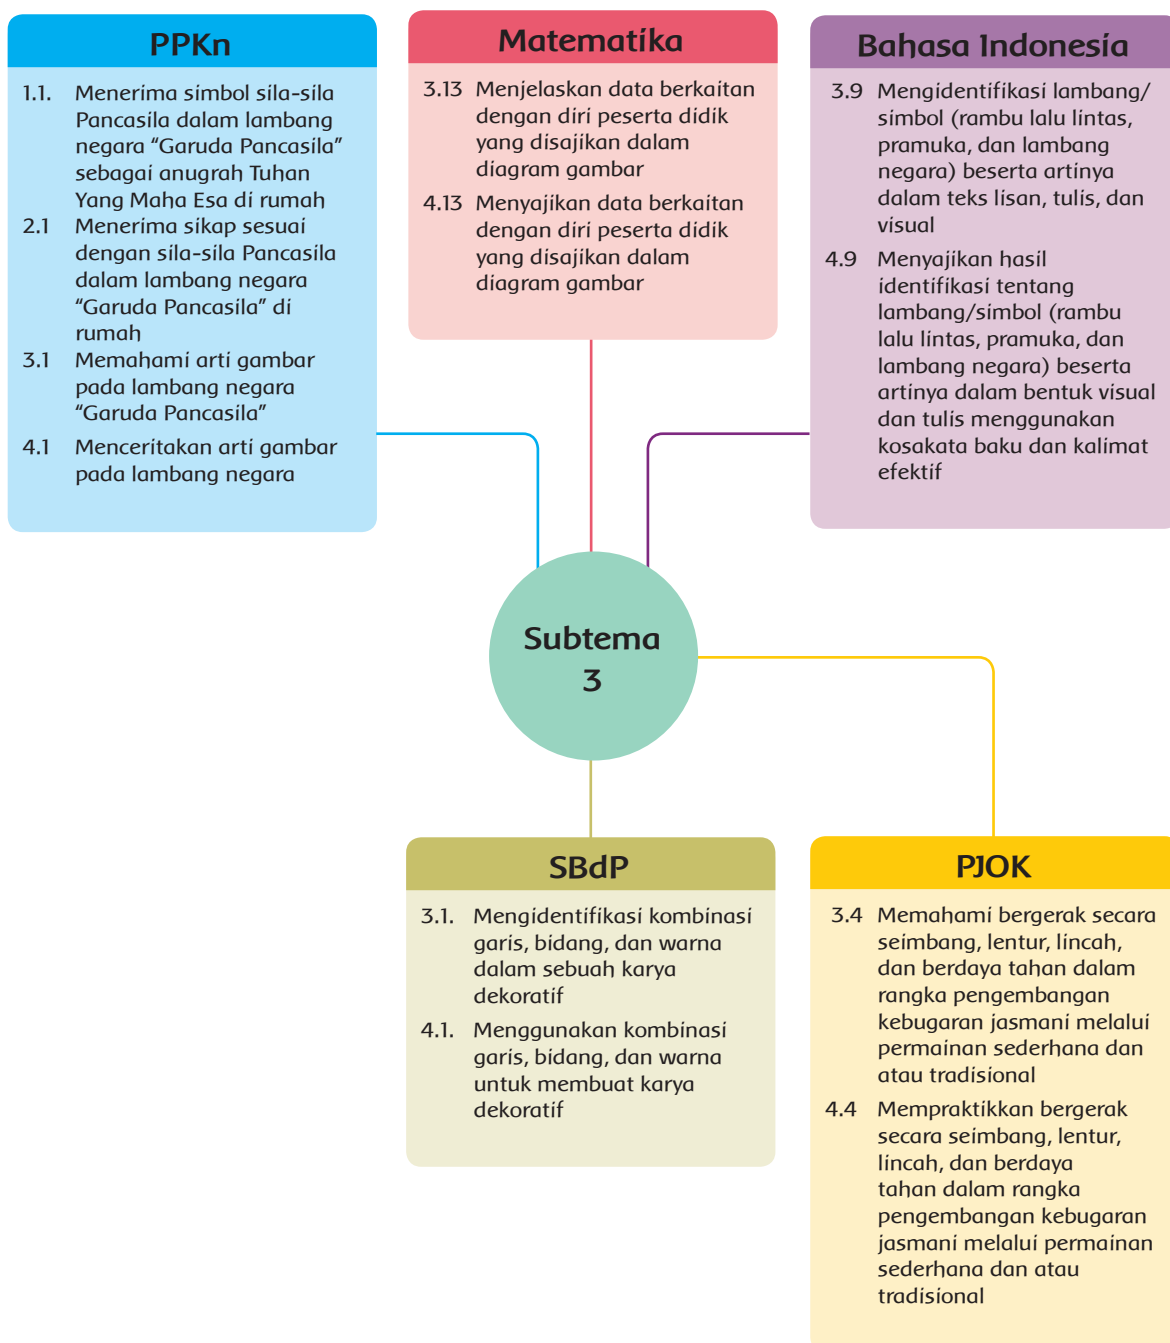 PPKn
1.1. Menerima simbol sila-sila
Pancasila dalam lambang
negara “Garuda Pancasila”
sebagai anugrah Tuhan
Yang Maha Esa di rumah
2.1 Menerima sikap sesuai
dengan sila-sila Pancasila
dalam lambang negara
“Garuda Pancasila” di
rumah
3.1 Memahami arti gambar
pada lambang negara
“Garuda Pancasila”
4.1 Menceritakan arti gambar
pada lambang negara
Matematika
3.13 Menjelaskan data berkaitan
dengan diri peserta didik
yang disajikan dalam
diagram gambar
4.13 Menyajikan data berkaitan
dengan diri peserta didik
yang disajikan dalam
diagram gambar
Bahasa Indonesia
3.9 Mengidentifikasi lambang/
simbol (rambu lalu lintas,
pramuka, dan lambang
negara) beserta artinya
dalam teks lisan, tulis, dan
visual
4.9 Menyajikan hasil
identifikasi tentang
lambang/simbol (rambu
lalu lintas, pramuka, dan
lambang negara) beserta
artinya dalam bentuk visual
dan tulis menggunakan
kosakata baku dan kalimat
efektif
Subtema
3
SBdP
3.1. Mengidentifikasi kombinasi
garis, bidang, dan warna
dalam sebuah karya
dekoratif
4.1. Menggunakan kombinasi
garis, bidang, dan warna
untuk membuat karya
dekoratif
PJOK
3.4 Memahami bergerak secara
seimbang, lentur, lincah,
dan berdaya tahan dalam
rangka pengembangan
kebugaran jasmani melalui
permainan sederhana dan
atau tradisional
4.4 Mempraktikkan bergerak
secara seimbang, lentur,
lincah, dan berdaya
tahan dalam rangka
pengembangan kebugaran
jasmani melalui permainan
sederhana dan atau
tradisional